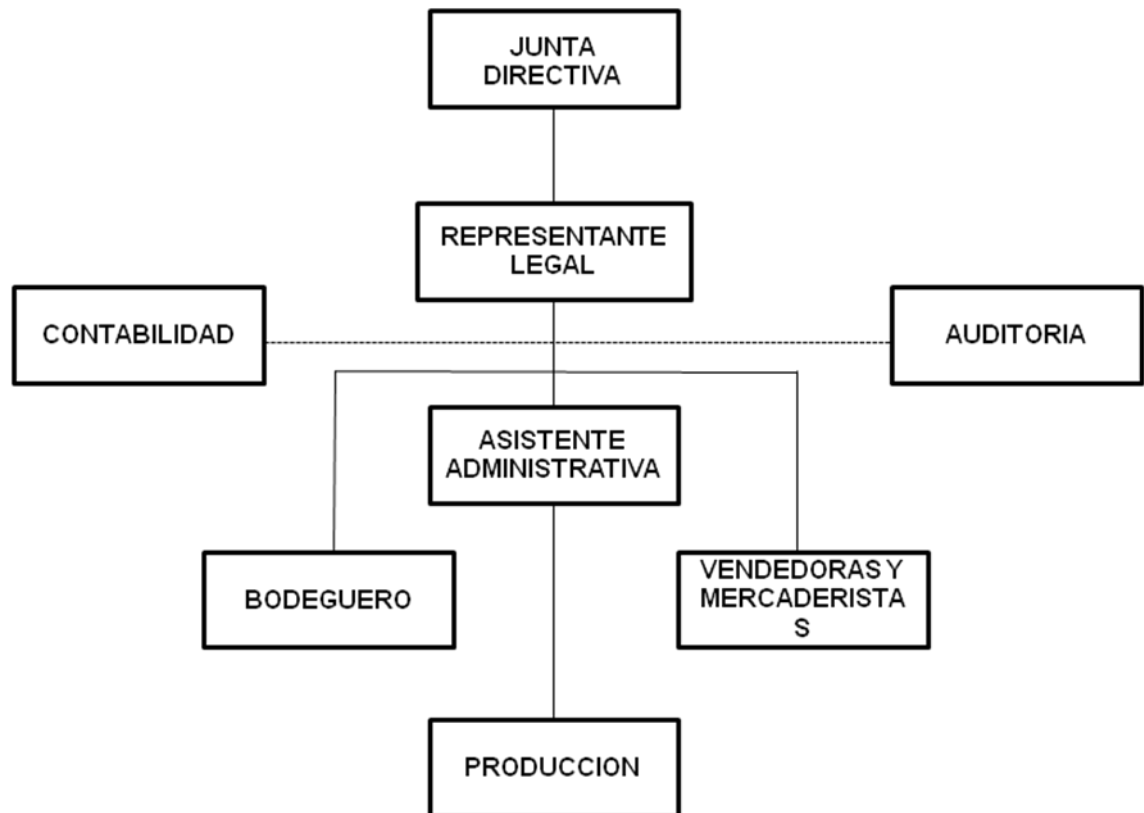 JUNTA
DIRECTIVA
REPRESENTANTE
LEGAL
CONTABILIDAD
AUDITORIA
ASISTENTE
ADMINISTRATIVA
BODEGUERO
VENDEDORAS Y
MERCADERISTA
S
PRODUCCION